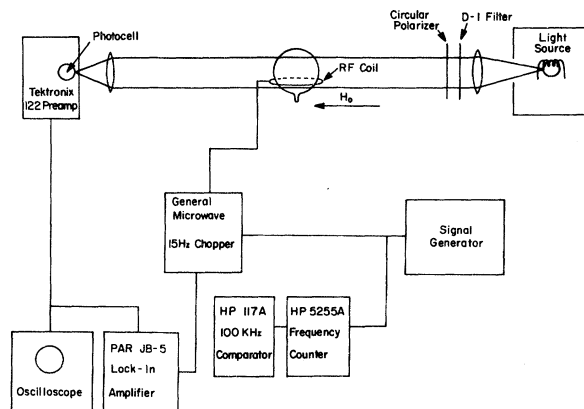 Circular
Polarizer
D-1 Filter
Light
Source
Photocell
RF Coil
Tektronix
122 Preamp
Ho
General
Microwave
15Hz Chopper
Signal
Generator
HP 117A
100 KHz
Comparator
HP 5255A
Frequency
Counter
Oscilloscope
PAR JB-5
Lock-In
Amplifier